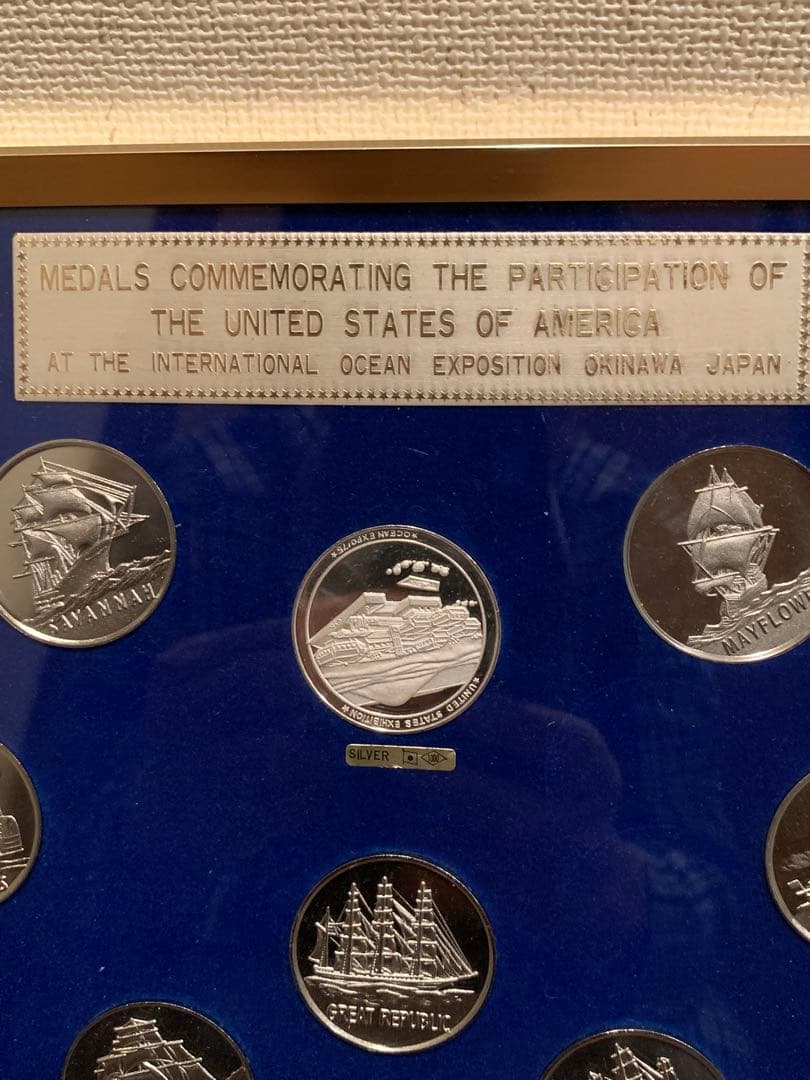 MEDALS COMMEMORATING THE PARTICIPATION OF
THE UNITED STATES OF AMERICA
AT THE INTERNATIONAL OCEAN EXPOSITION OKINAWA JAPAN
SAVANNAH
★OCEAN EXPO'75★
★UNITED STATES EXHIBITION★
MAYFLOW
SILVER
GREAT REPUBLIC